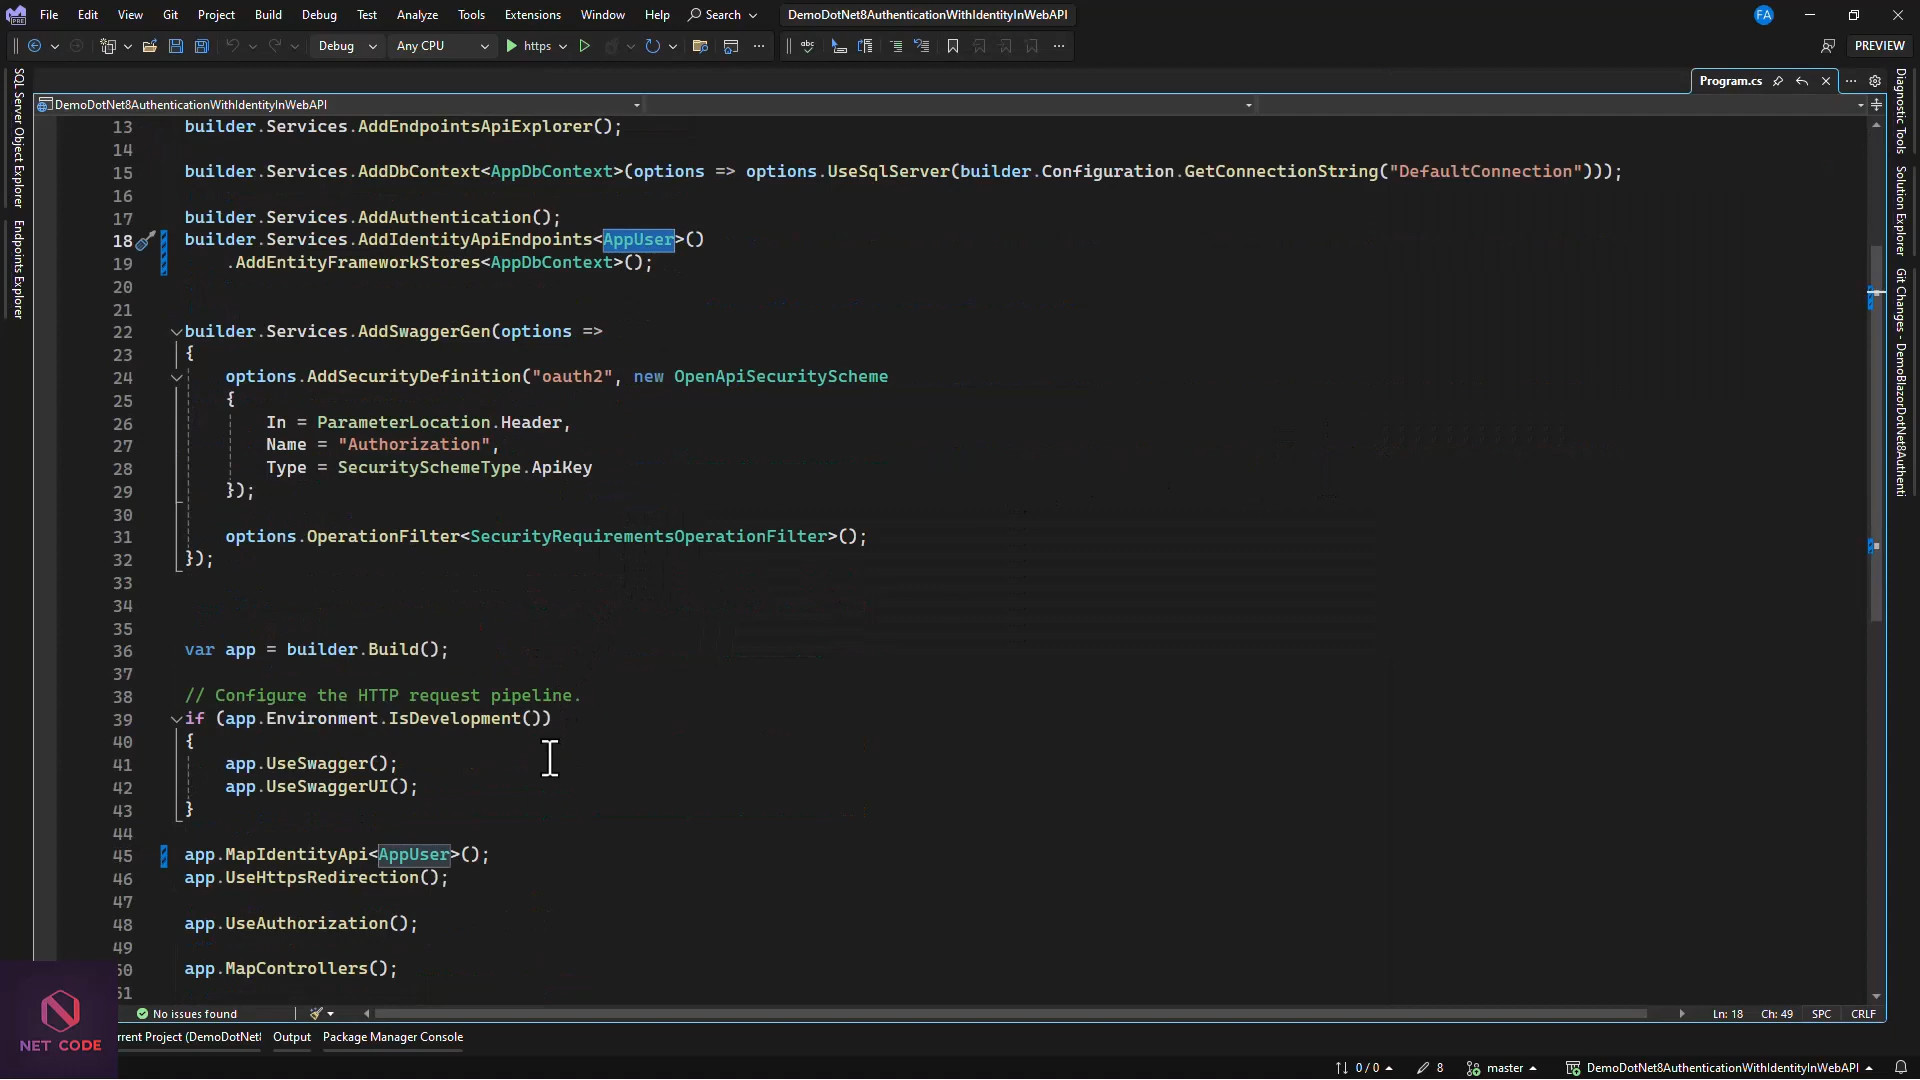 File Edit View Git Project Build Debug Test Analyze Tools Extensions Window Help Search DemoDotNet8AuthenticationWithIdentityInWebAPI FA
Debug Any CPU https PREVIEW
Program.cs
DemoDotNet8AuthenticationWithIdentityInWebAPI
SQL Server Object Explorer
Endpoints Explorer
13 builder.Services.AddEndpointsApiExplorer();
14
15 builder.Services.AddDbContext<AppDbContext>(options => options.UseSqlServer(builder.Configuration.GetConnectionString("DefaultConnection")));
16
17 builder.Services.AddAuthentication();
18 builder.Services.AddIdentityApiEndpoints<AppUser>()
19 .AddEntityFrameworkStores<AppDbContext>();
20
21
22 builder.Services.AddSwaggerGen(options =>
23 {
24 options.AddSecurityDefinition("oauth2", new OpenApiSecurityScheme
25 {
26 In = ParameterLocation.Header,
27 Name = "Authorization",
28 Type = SecuritySchemeType.ApiKey
29 });
30
31 options.OperationFilter<SecurityRequirementsOperationFilter>();
32 });
33
34
35
36 var app = builder.Build();
37
38 // Configure the HTTP request pipeline.
39 if (app.Environment.IsDevelopment())
40 {
41 app.UseSwagger();
42 app.UseSwaggerUI();
43 }
44
45 app.MapIdentityApi<AppUser>();
46 app.UseHttpsRedirection();
47
48 app.UseAuthorization();
49
50 app.MapControllers();
51
Diagnostic Tools
Solution Explorer
Git Changes - DemoBlazorDotNet8Authenti
No issues found Ln: 18 Ch: 49 SPC CRLF
NET CODE
rrent Project (DemoDotNet8 Output Package Manager Console
0 / 0 8 master DemoDotNet8AuthenticationWithIdentityInWebAPI